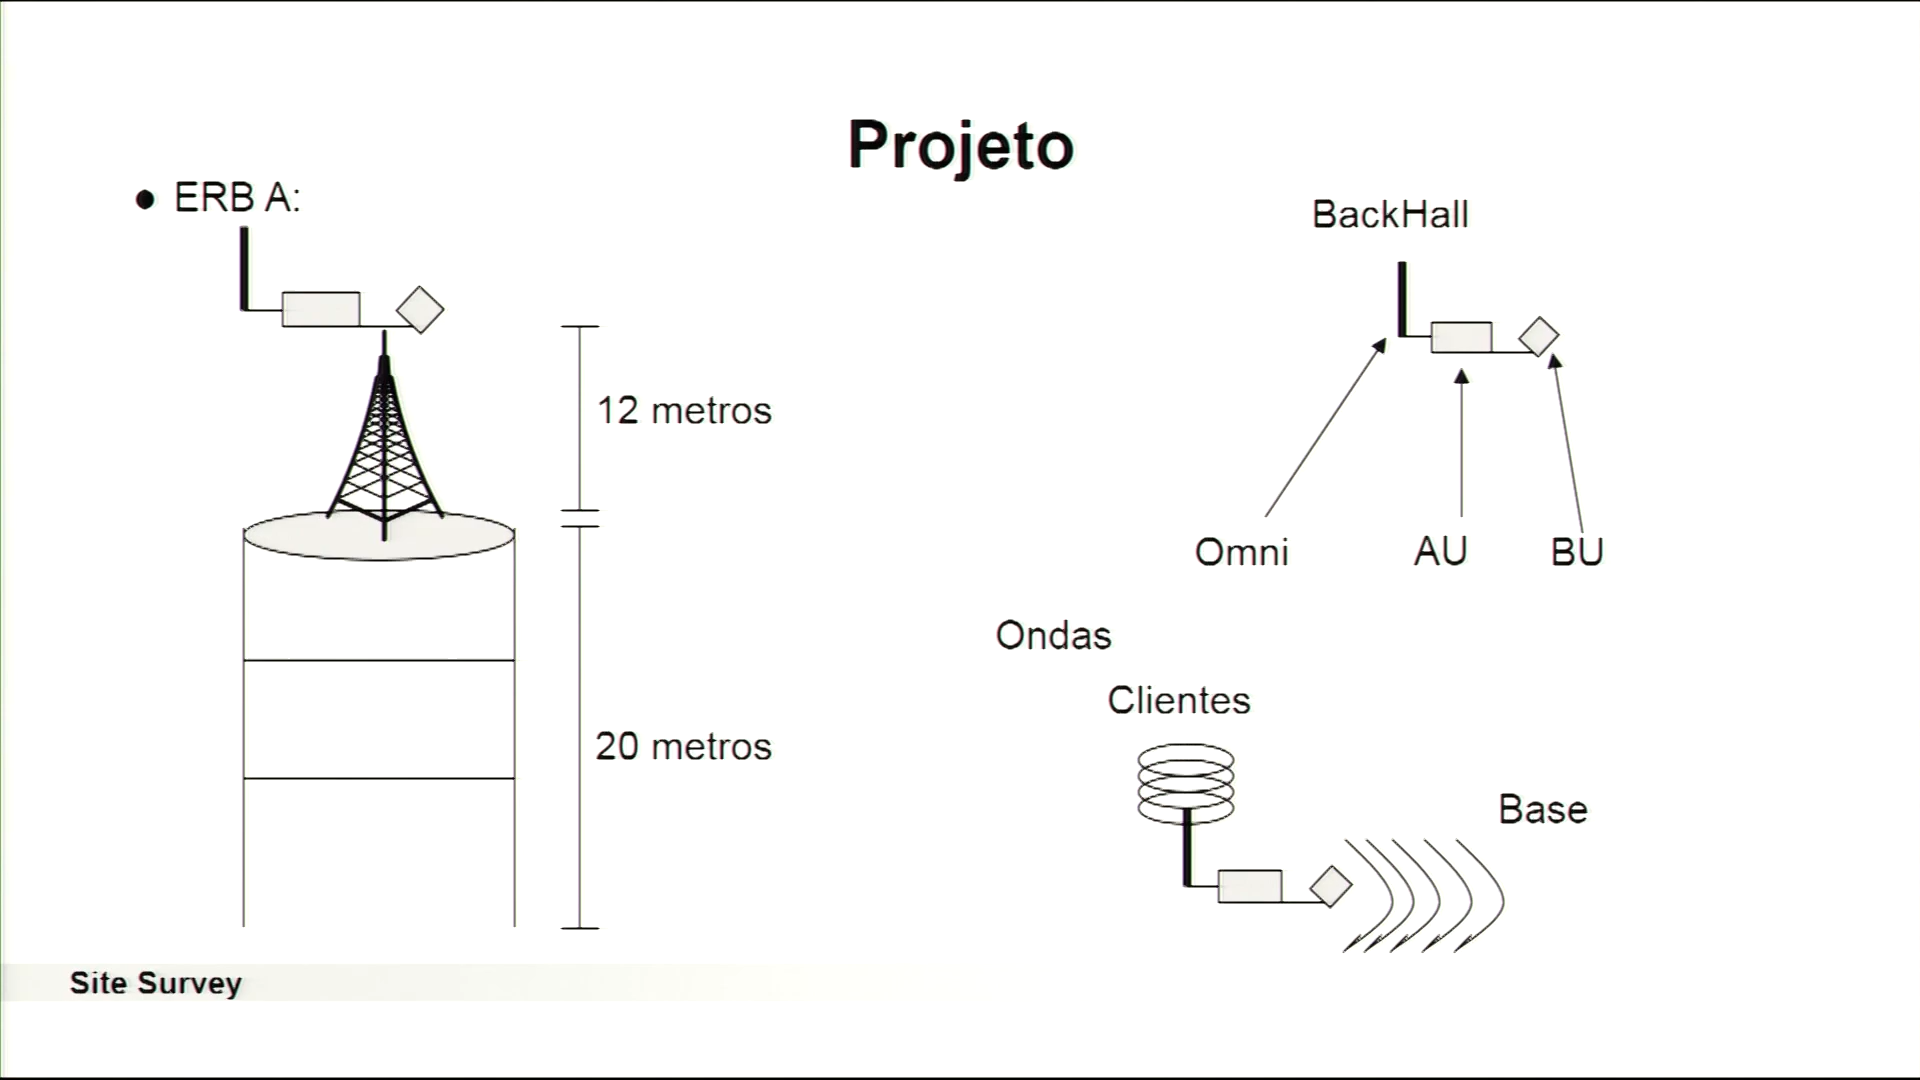 Projeto
● ERB A:
12 metros
20 metros
BackHall
Omni
AU
BU
Ondas
Clientes
Base
Site Survey